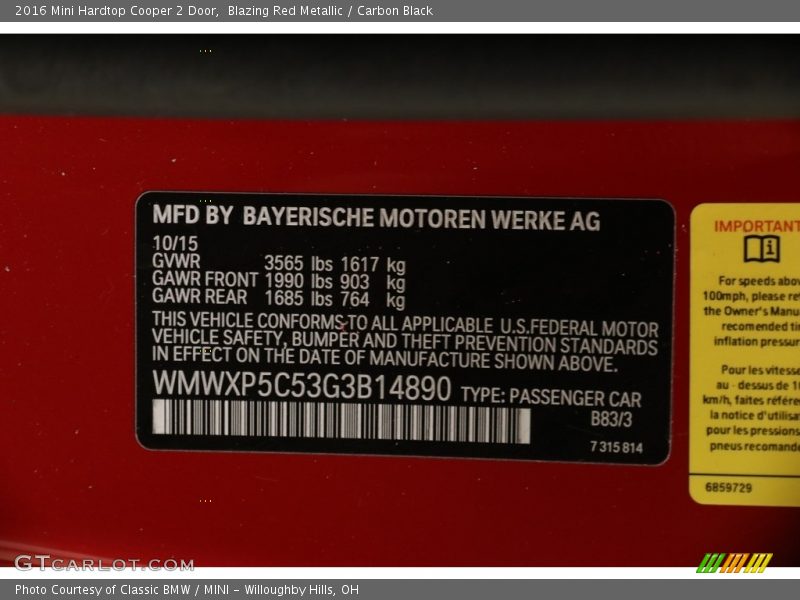 2016 Mini Hardtop Cooper 2 Door,  Blazing Red Metallic / Carbon Black
MFD BY BAYERISCHE MOTOREN WERKE AG
10/15
GVWR 3565 lbs 1617 kg
GAWR FRONT 1990 lbs 903 kg
GAWR REAR 1685 lbs 764 kg
THIS VEHICLE CONFORMS TO ALL APPLICABLE U.S.FEDERAL MOTOR
VEHICLE SAFETY, BUMPER AND THEFT PREVENTION STANDARDS
IN EFFECT ON THE DATE OF MANUFACTURE SHOWN ABOVE.
WMWXP5C53G3B14890 TYPE: PASSENGER CAR
B83/3
7 315 814
IMPORTANT
For speeds abov
100mph, please ref
the Owner's Manu
recomended ti
inflation pressur
Pour les vitesse
au - dessus de 1
km/h, faites référe
la notice d'utilisa
pour les pressions
pneus recomande
6859729
GTCARLOT.COM
Photo Courtesy of Classic BMW / MINI - Willoughby Hills, OH